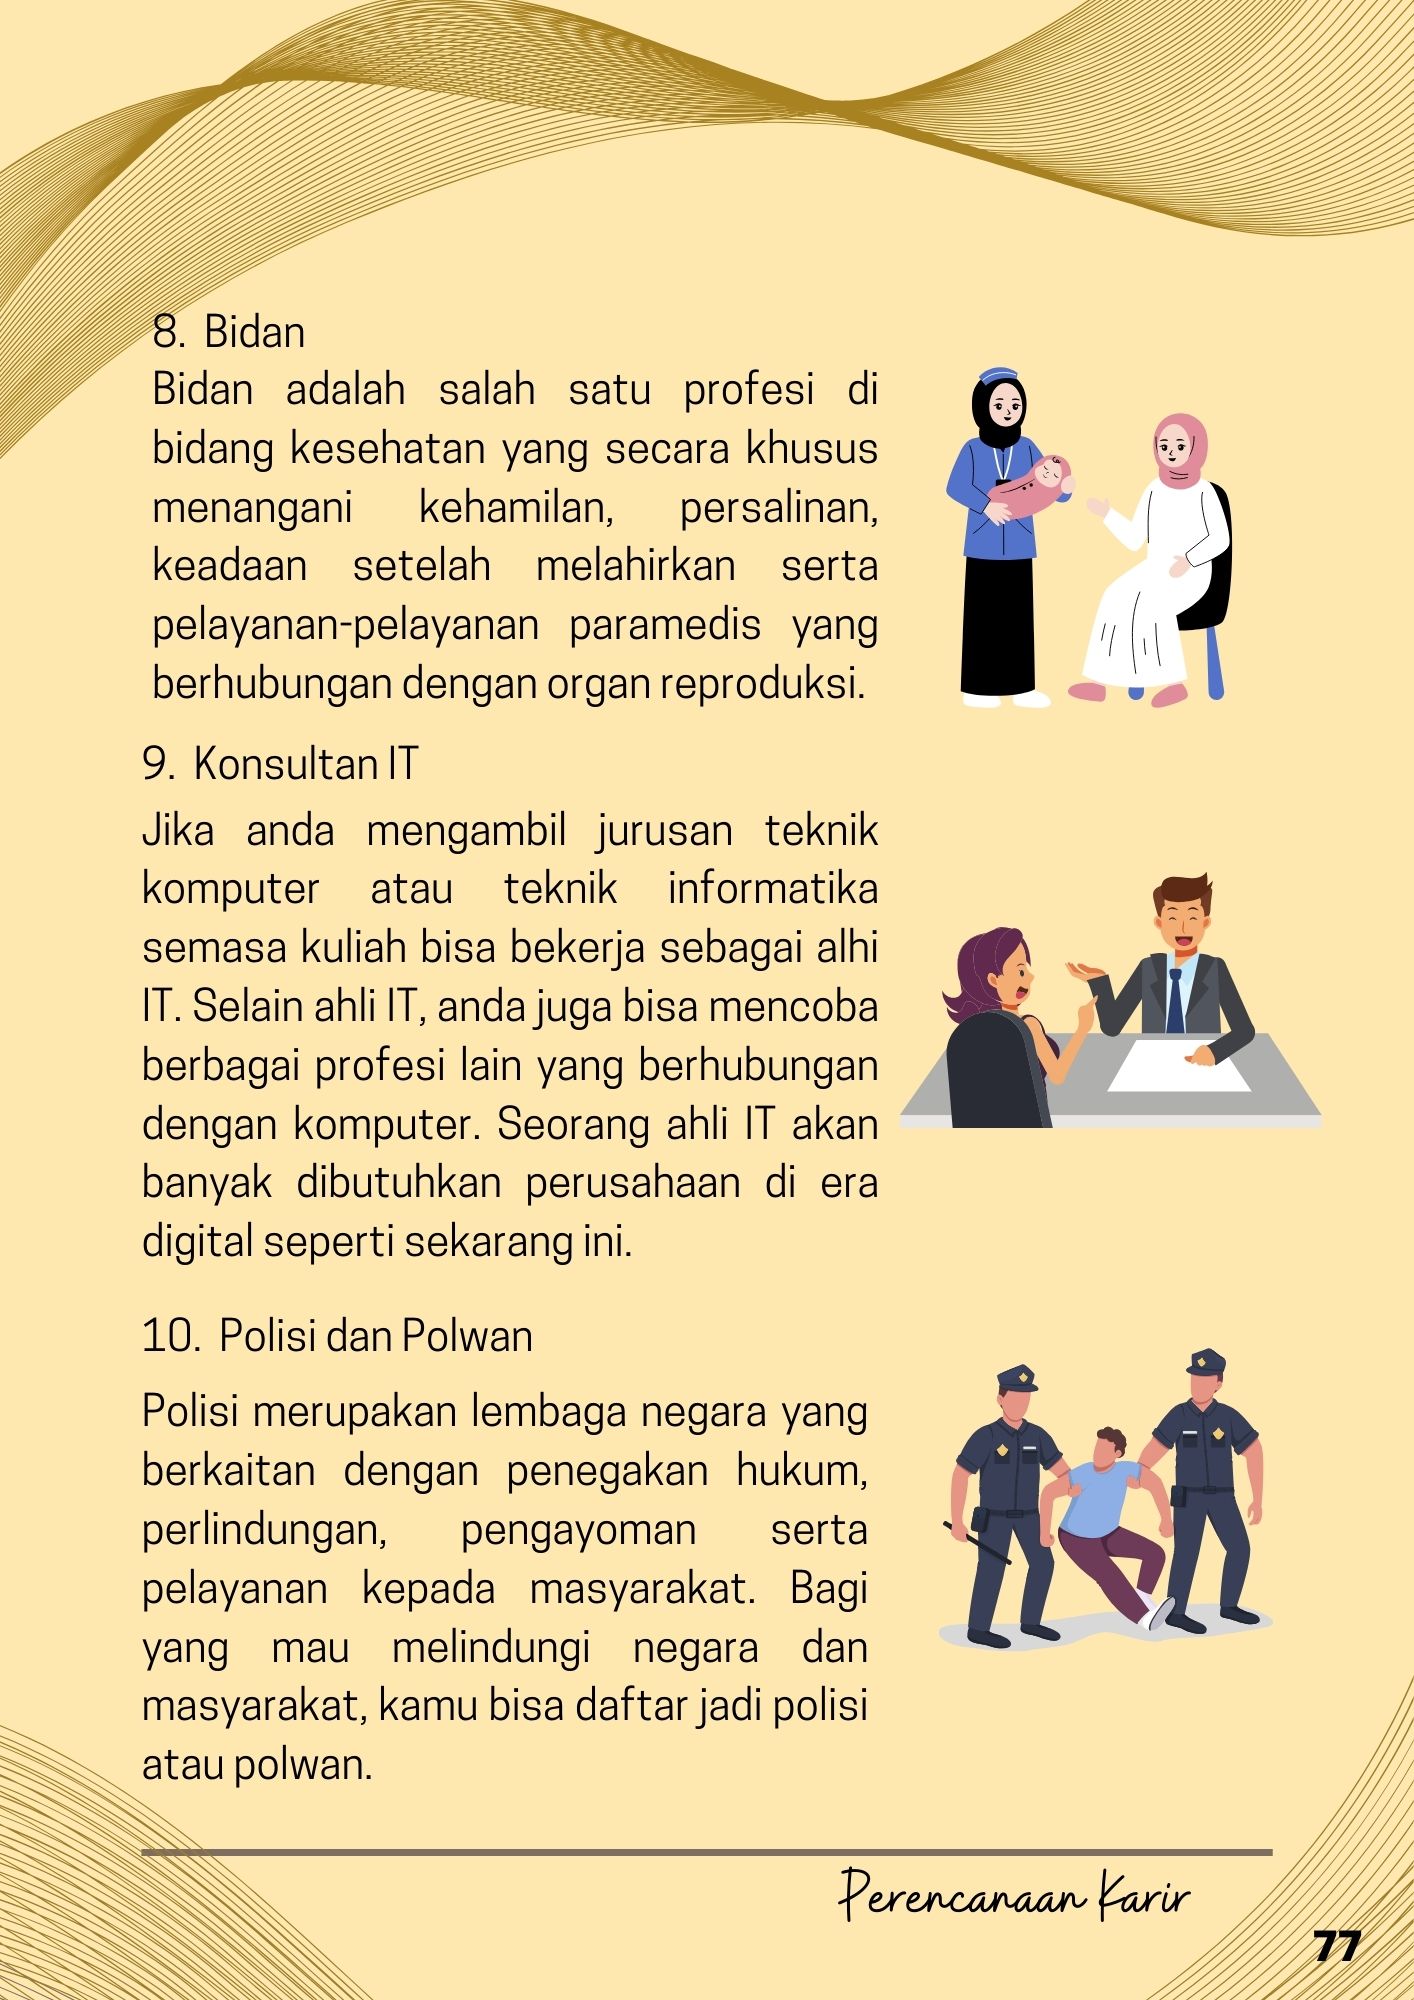 8. Bidan
Bidan adalah salah satu profesi di
bidang kesehatan yang secara khusus
menangani kehamilan, persalinan,
keadaan setelah melahirkan serta
pelayanan-pelayanan paramedis yang
berhubungan dengan organ reproduksi.
9. Konsultan IT
Jika anda mengambil jurusan teknik
komputer atau teknik informatika
semasa kuliah bisa bekerja sebagai alhi
IT. Selain ahli IT, anda juga bisa mencoba
berbagai profesi lain yang berhubungan
dengan komputer. Seorang ahli IT akan
banyak dibutuhkan perusahaan di era
digital seperti sekarang ini.
10. Polisi dan Polwan
Polisi merupakan lembaga negara yang
berkaitan dengan penegakan hukum,
perlindungan, pengayoman serta
pelayanan kepada masyarakat. Bagi
yang mau melindungi negara dan
masyarakat, kamu bisa daftar jadi polisi
atau polwan.
Perencanaan Karir
77